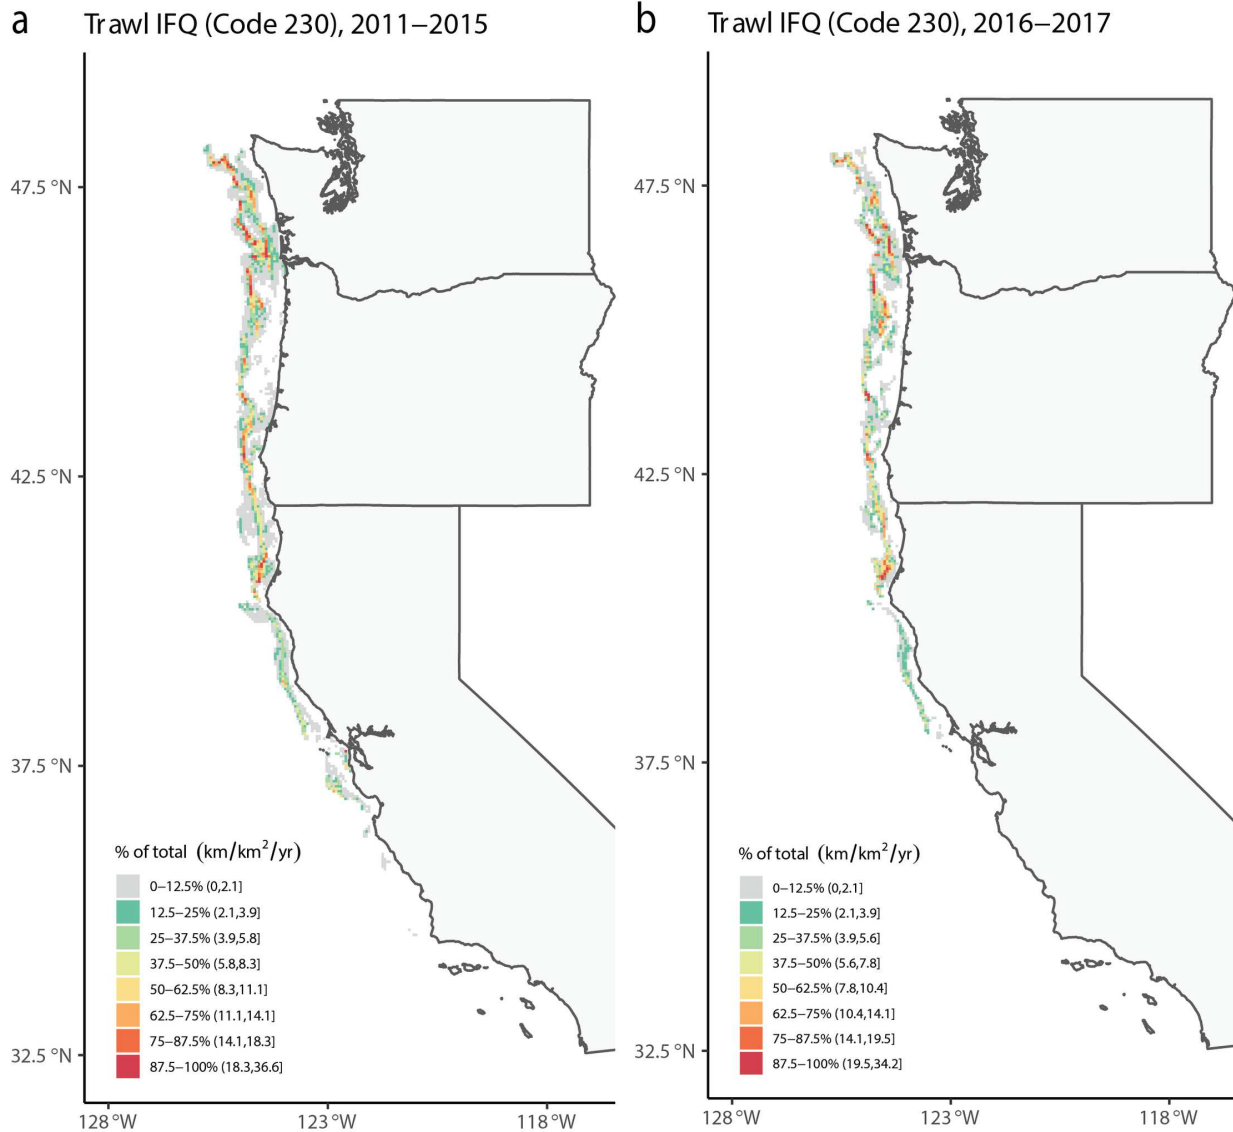 a
Trawl IFQ (Code 230), 2011–2015
47.5 °N
42.5 °N
37.5 °N
32.5 °N
% of total (km/km²/yr)
0–12.5% (0,2.1]
12.5–25% (2.1,3.9]
25–37.5% (3.9,5.8]
37.5–50% (5.8,8.3]
50–62.5% (8.3,11.1]
62.5–75% (11.1,14.1]
75–87.5% (14.1,18.3]
87.5–100% (18.3,36.6]
128 °W
123 °W
118 °W
b
Trawl IFQ (Code 230), 2016–2017
47.5 °N
42.5 °N
37.5 °N
32.5 °N
% of total (km/km²/yr)
0–12.5% (0,2.1]
12.5–25% (2.1,3.9]
25–37.5% (3.9,5.6]
37.5–50% (5.6,7.8]
50–62.5% (7.8,10.4]
62.5–75% (10.4,14.1]
75–87.5% (14.1,19.5]
87.5–100% (19.5,34.2]
128 °W
123 °W
118 °W